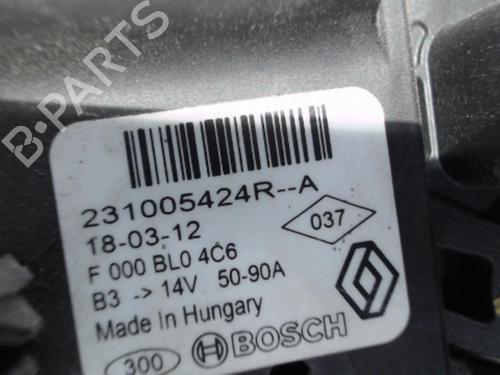 B-PARTS
231005424R--A
18-03-12
037
F 000 BL0 4C6
B3 -> 14V 50-90A
Made In Hungary
300 BOSCH